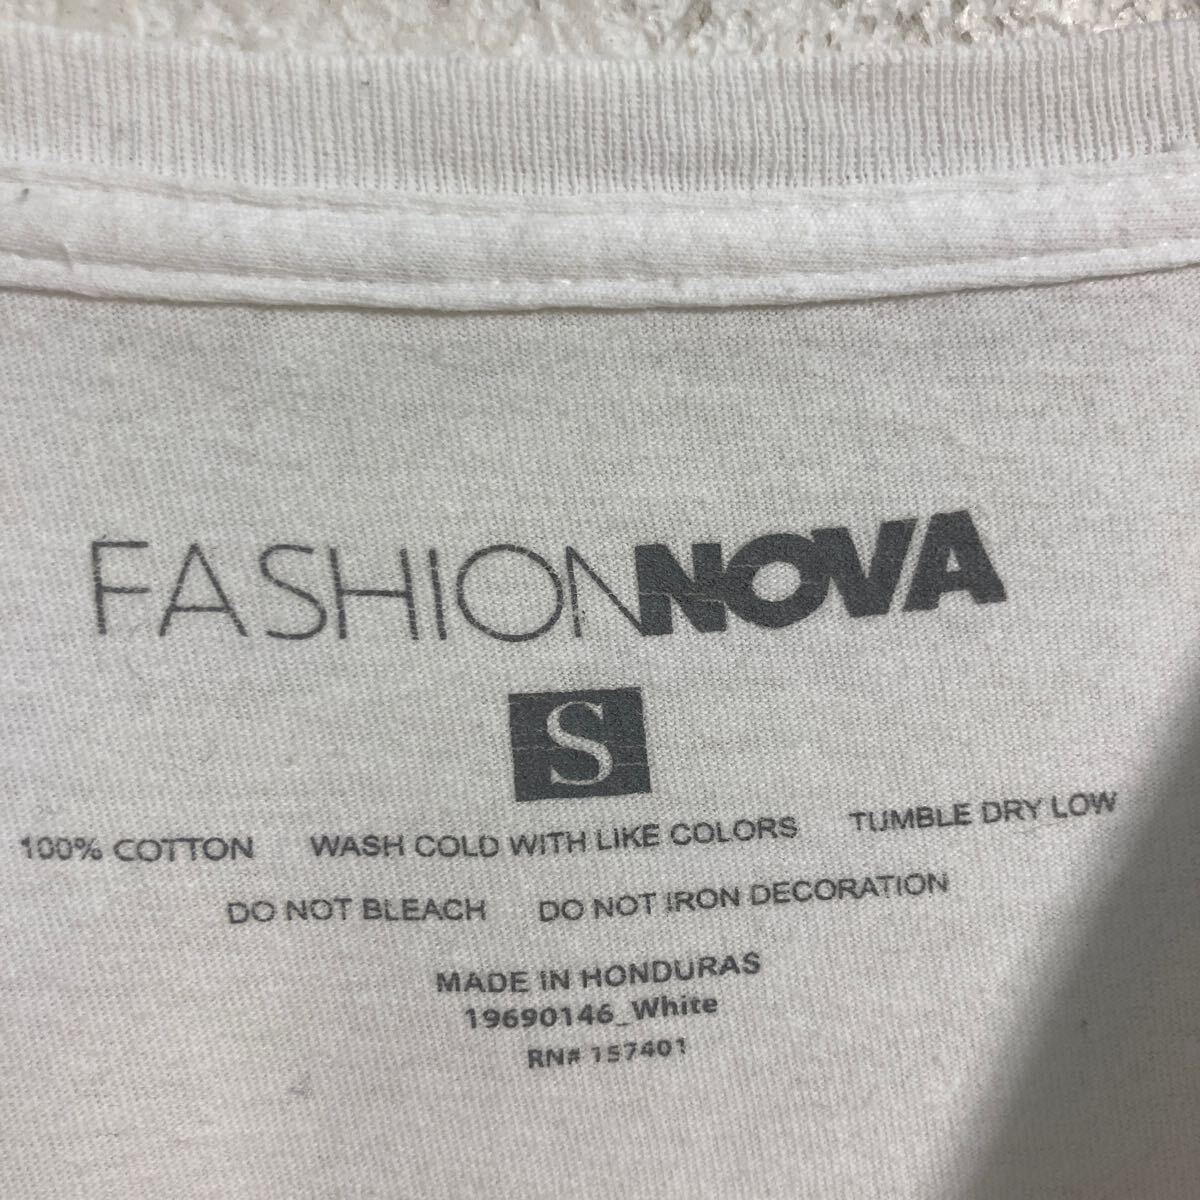 FASHIONNOVA
S
100% COTTON WASH COLD WITH LIKE COLORS TUMBLE DRY LOW
DO NOT BLEACH DO NOT IRON DECORATION
MADE IN HONDURAS
19690146_White
RN# 157401